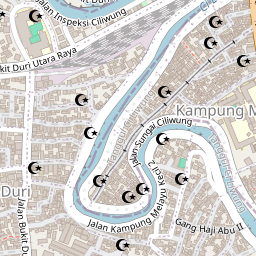 Jalan Inspeksi Ciliwung
Bukit Duri Utara Raya
Kampung M
Jalan Sungai Ciliwung
Duri
Jalan Bukit Du
Jalan Kampung Melayu Kecil 2
Gang Haji Abu II